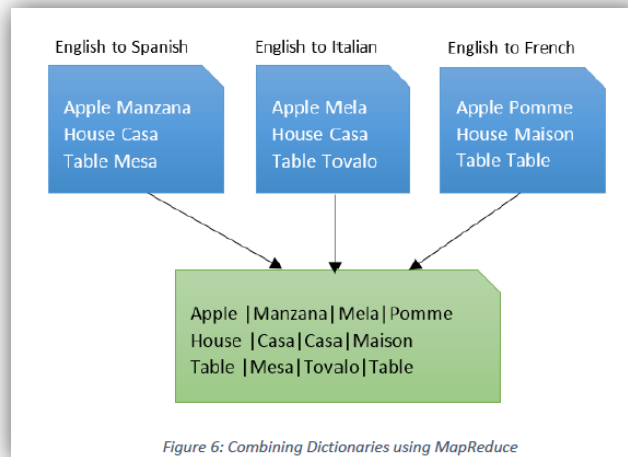 English to Spanish
English to Italian
English to French
Apple Manzana
House Casa
Table Mesa
Apple Mela
House Casa
Table Tovalo
Apple Pomme
House Maison
Table Table
Apple |Manzana|Mela|Pomme
House |Casa|Casa|Maison
Table |Mesa|Tovalo|Table
Figure 6: Combining Dictionaries using MapReduce